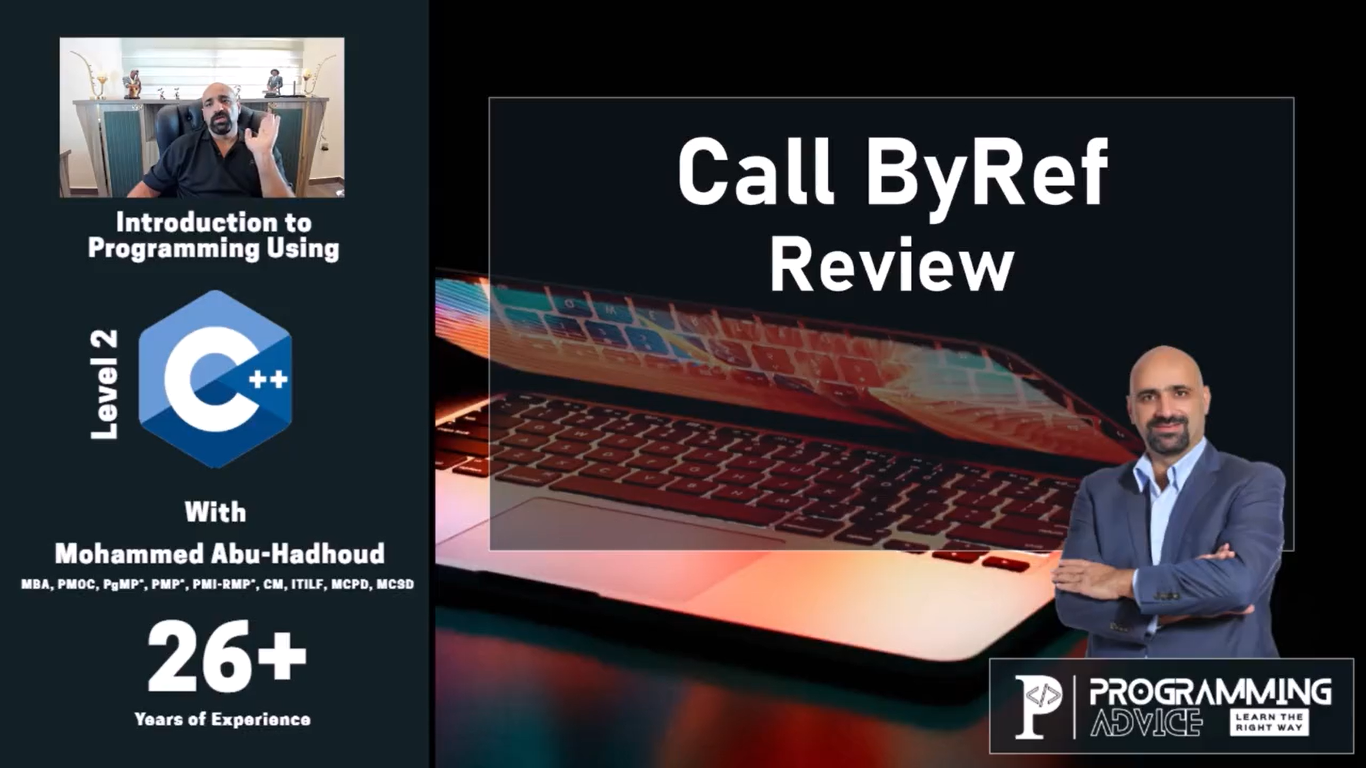 Introduction to
Programming Using
Level 2
C++
With
Mohammed Abu-Hadhoud
MBA, PMOC, PgMP®, PMP®, PMI-RMP®, CM, ITILF, MCPD, MCSD
26+
Years of Experience
Call ByRef
Review
P </>
PROGRAMMING
ADVICE
LEARN THE
RIGHT WAY